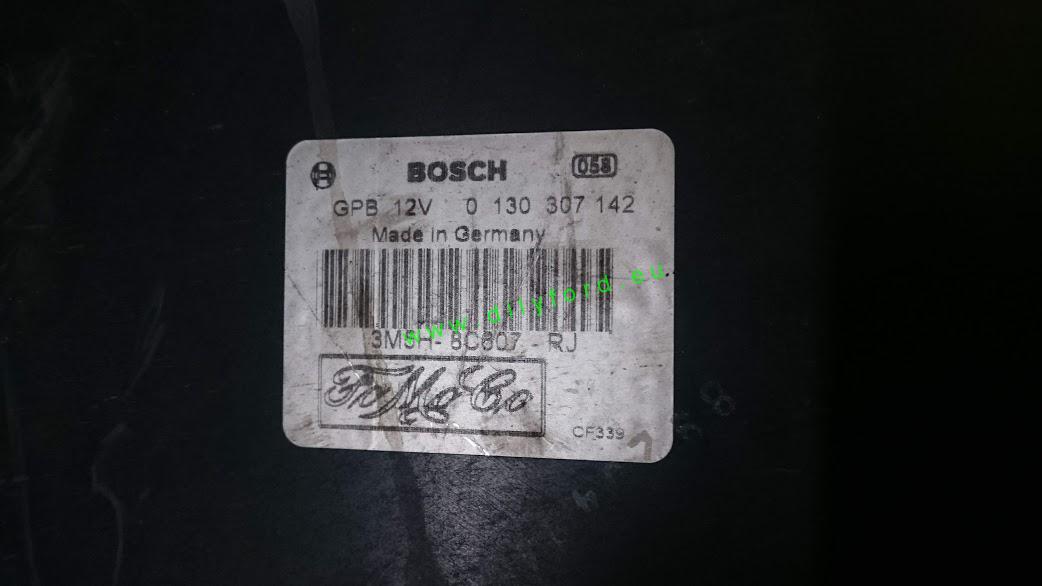 BOSCH 058
GPB 12V 0 130 307 142
Made in Germany
www.dilyford.eu
3M5H-8C607-RJ
FoMoCo
CF339